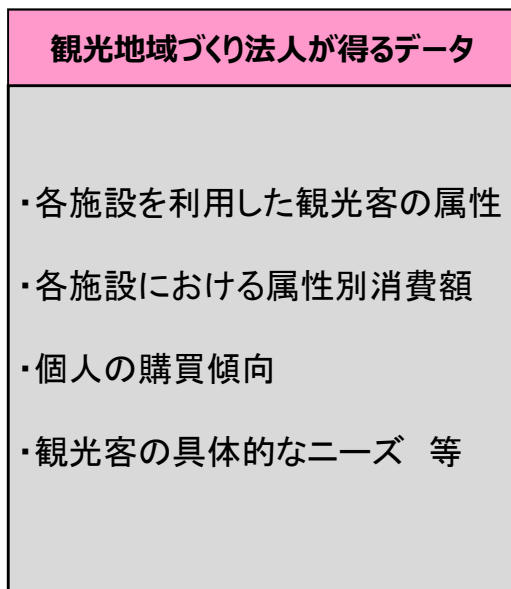 観光地域づくり法人が得るデータ
・各施設を利用した観光客の属性
・各施設における属性別消費額
・個人の購買傾向
・観光客の具体的なニーズ　等